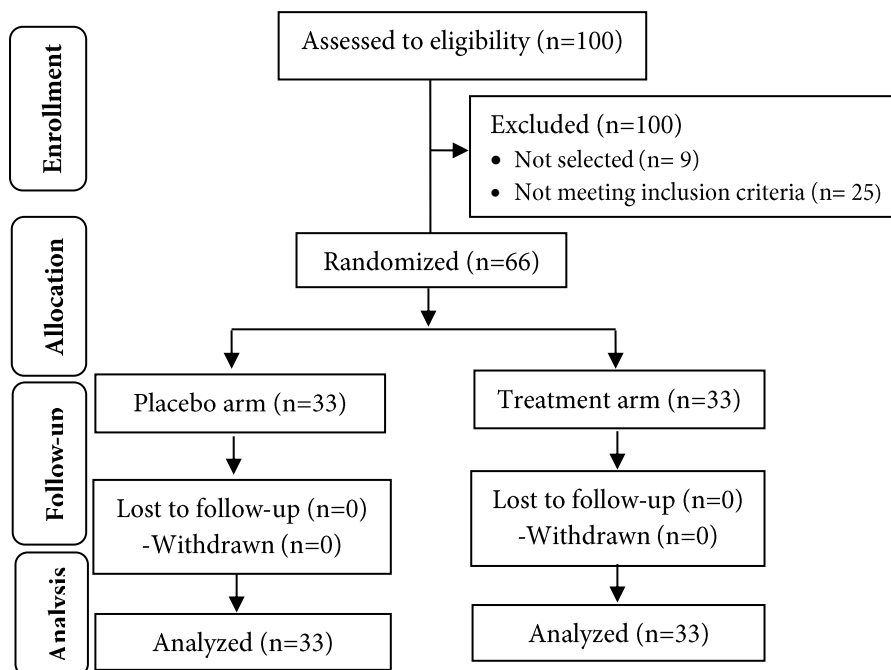 Enrollment
Assessed to eligibility (n=100)
Excluded (n=100)
• Not selected (n= 9)
• Not meeting inclusion criteria (n= 25)
Allocation
Randomized (n=66)
Placebo arm (n=33)
Treatment arm (n=33)
Follow-up
Lost to follow-up (n=0)
-Withdrawn (n=0)
Lost to follow-up (n=0)
-Withdrawn (n=0)
Analysis
Analyzed (n=33)
Analyzed (n=33)